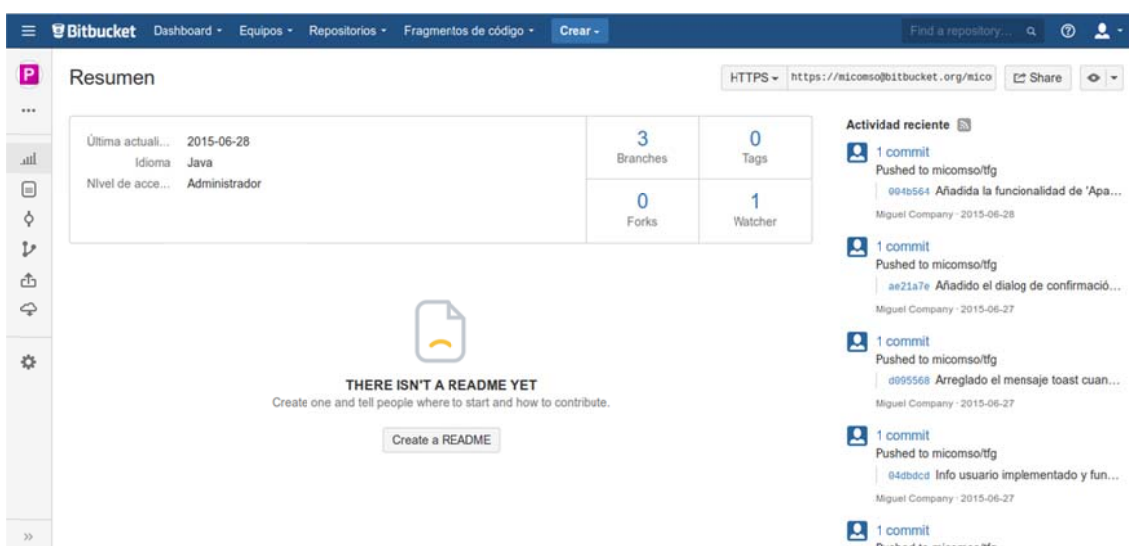 Bitbucket Dashboard Equipos Repositorios Fragmentos de código Crear Find a repository...
P
Resumen
HTTPS https://micomso@bitbucket.org/mico Share
Última actuali... 2015-06-28
Idioma Java
NIvel de acce... Administrador
3 Branches
0 Tags
0 Forks
1 Watcher
THERE ISN'T A README YET
Create one and tell people where to start and how to contribute.
Create a README
Actividad reciente
1 commit
Pushed to micomso/tfg
004b564 Añadida la funcionalidad de 'Apa...
Miguel Company · 2015-06-28
1 commit
Pushed to micomso/tfg
ae21a7e Añadido el dialog de confirmació...
Miguel Company · 2015-06-27
1 commit
Pushed to micomso/tfg
d095568 Arreglado el mensaje toast cuan...
Miguel Company · 2015-06-27
1 commit
Pushed to micomso/tfg
04dbdcd Info usuario implementado y fun...
Miguel Company · 2015-06-27
1 commit